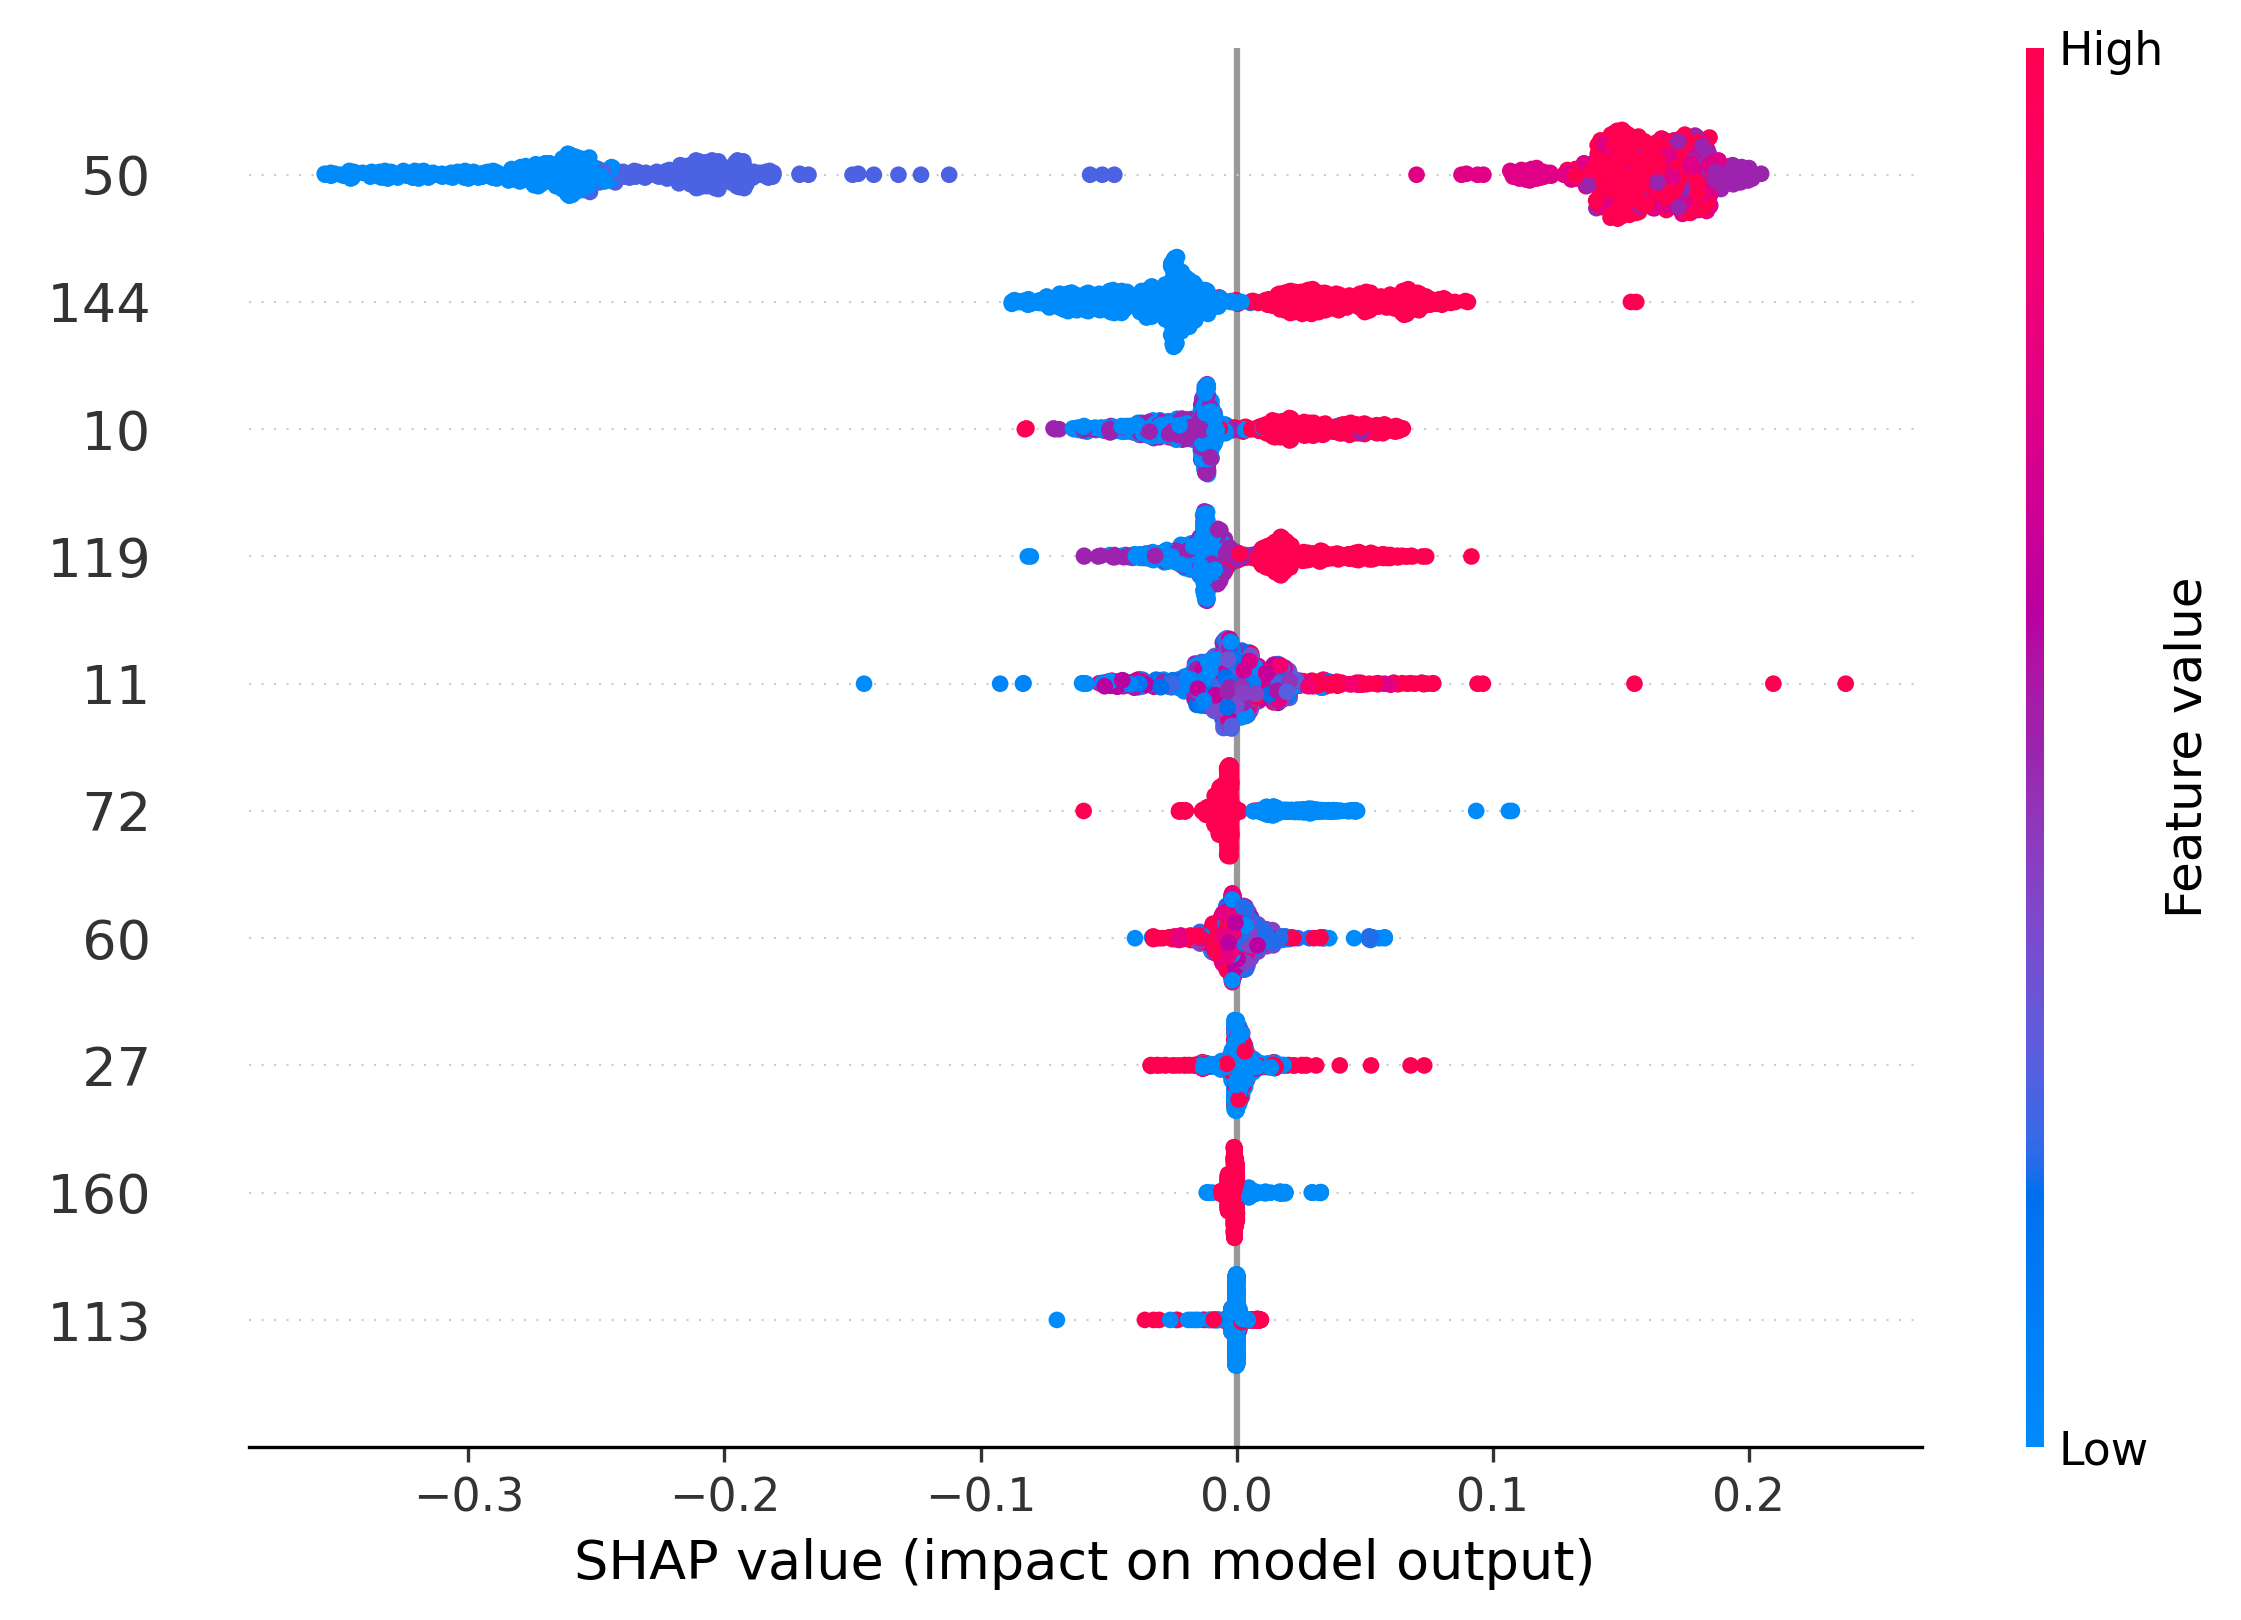 High
50
144
10
119
11
72
60
27
160
113
Feature value
Low
−0.3 −0.2 −0.1 0.0 0.1 0.2
SHAP value (impact on model output)